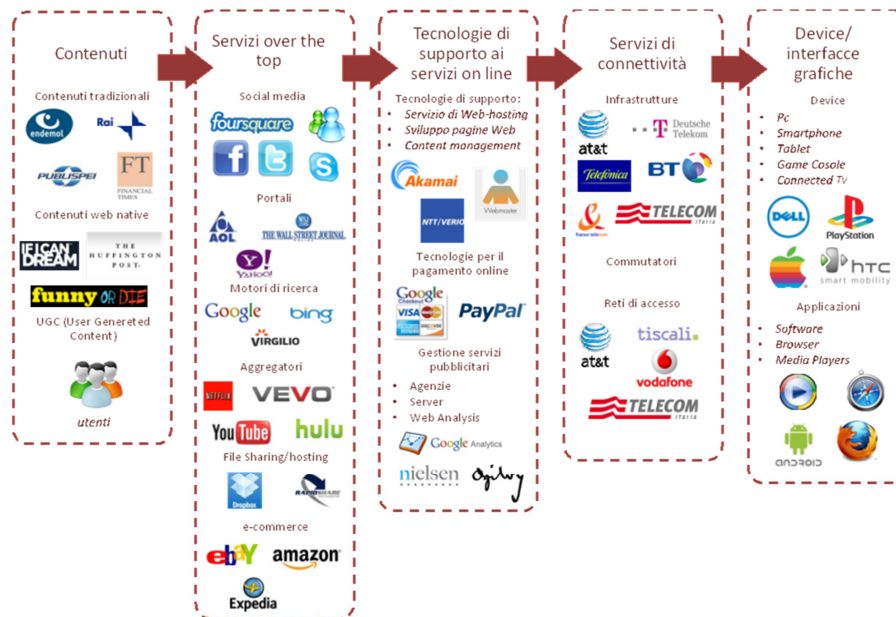 Contenuti
Contenuti tradizionali
endemol
Rai
PUBLISPEI
FT
FINANCIAL
TIMES
Contenuti web native
IF I CAN
DREAM
THE
HUFFINGTON
POST.
funny OR DIE
UGC (User Genereted
Content)
utenti
Servizi over the
top
Social media
foursquare
Portali
AOL
WSJ
THE WALL STREET JOURNAL
YAHOO!
Motori di ricerca
Google
bing
VIRGILIO
Aggregatori
NETFLIX
VEVO
YouTube
hulu
File Sharing/hosting
Dropbox
RAPIDSHARE
e-commerce
ebay
amazon
Expedia
Tecnologie di
supporto ai
servizi on line
Tecnologie di supporto:
• Servizio di Web-hosting
• Sviluppo pagine Web
• Content management
Akamai
Webmaster
NTT/VERIO
Tecnologie per il
pagamento online
Google
Checkout
VISA
DISCOVER
PayPal
Gestione servizi
pubblicitari
• Agenzie
• Server
• Web Analysis
Google Analytics
nielsen
Ogilvy
Servizi di
connettività
Infrastrutture
at&t
T Deutsche
Telekom
Telefónica
BT
france telecom
TELECOM
ITALIA
Commutatori
Reti di accesso
at&t
tiscali.
vodafone
TELECOM
ITALIA
Device/
interfacce
grafiche
Device
• Pc
• Smartphone
• Tablet
• Game Cosole
• Connected Tv
DELL
PlayStation
hTC
smart mobility
Applicazioni
• Software
• Browser
• Media Players
ANDROID